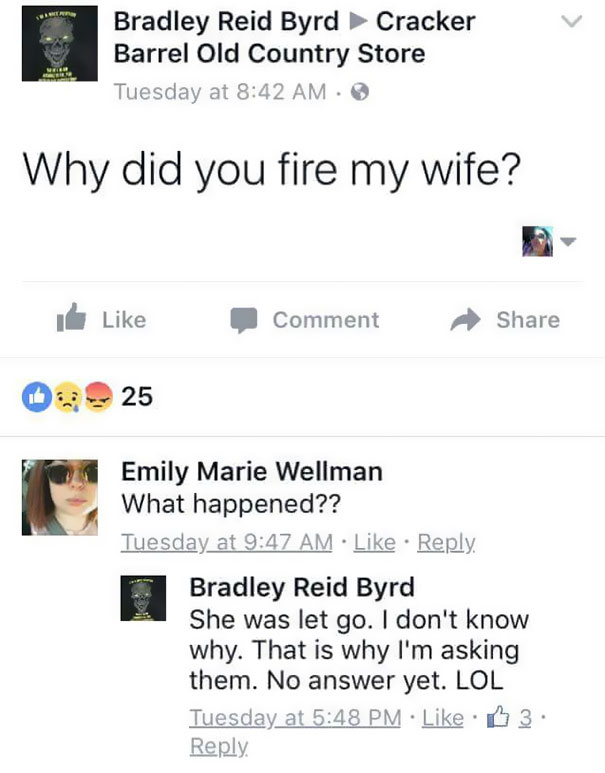 Bradley Reid Byrd ▶ Cracker
Barrel Old Country Store
Tuesday at 8:42 AM ·
Why did you fire my wife?
Like Comment Share
25
Emily Marie Wellman
What happened??
Tuesday at 9:47 AM · Like · Reply
Bradley Reid Byrd
She was let go. I don't know
why. That is why I'm asking
them. No answer yet. LOL
Tuesday at 5:48 PM · Like · 3 ·
Reply